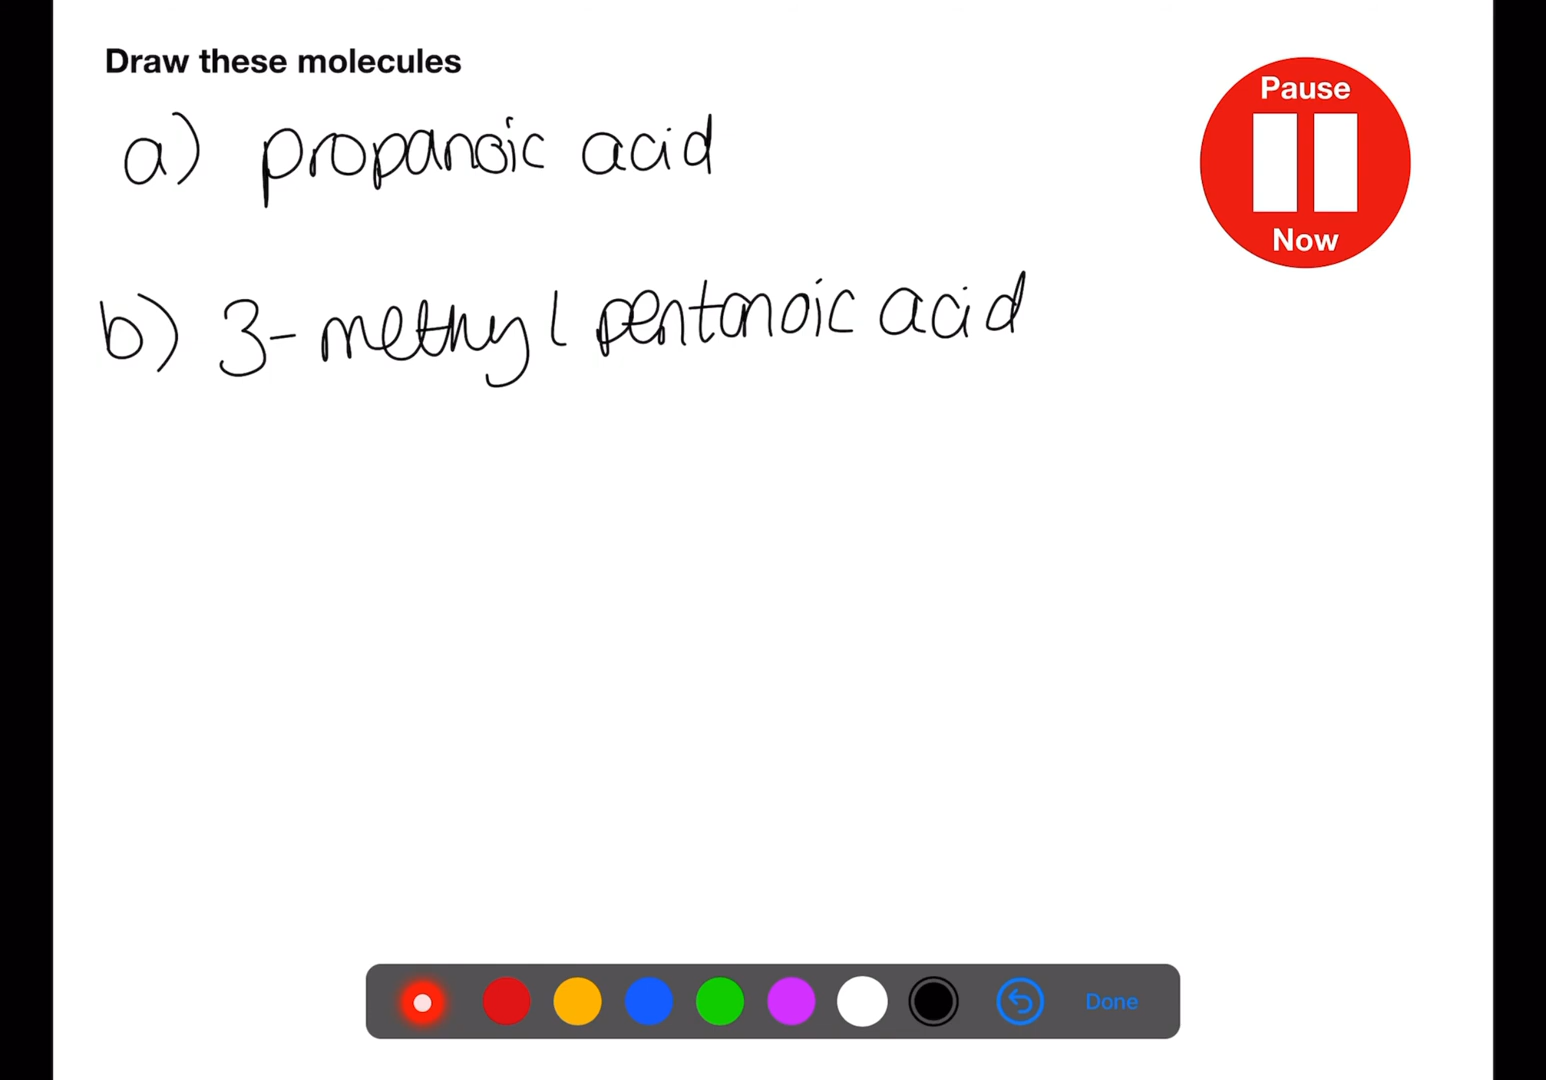 Draw these molecules
Pause
a) propanoic acid
Now
b) 3-methyl pentanoic acid
Done